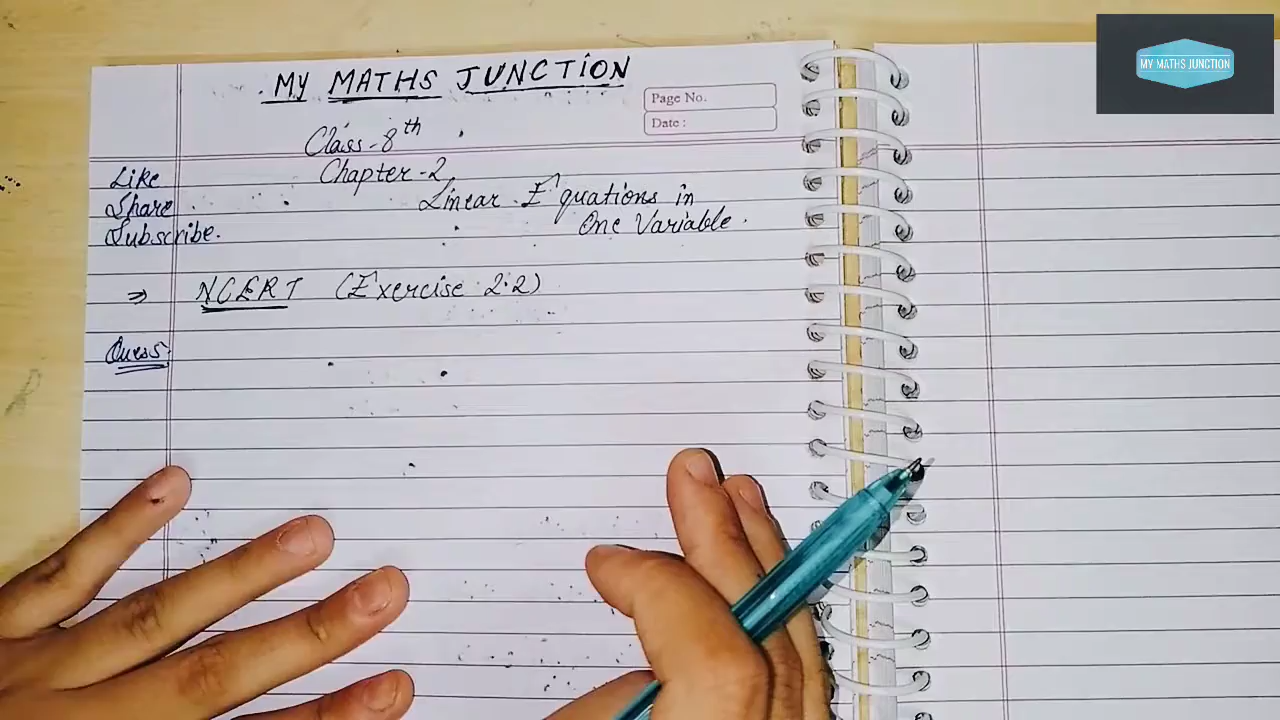 MY MATHS JUNCTION
MY MATHS JUNCTION
Page No.
Date :
Class-8th
Chapter-2
Linear Equations in
One Variable.
Like
Share
Subscribe.
⇒ NCERT (Exercise 2.2)
Ques5: